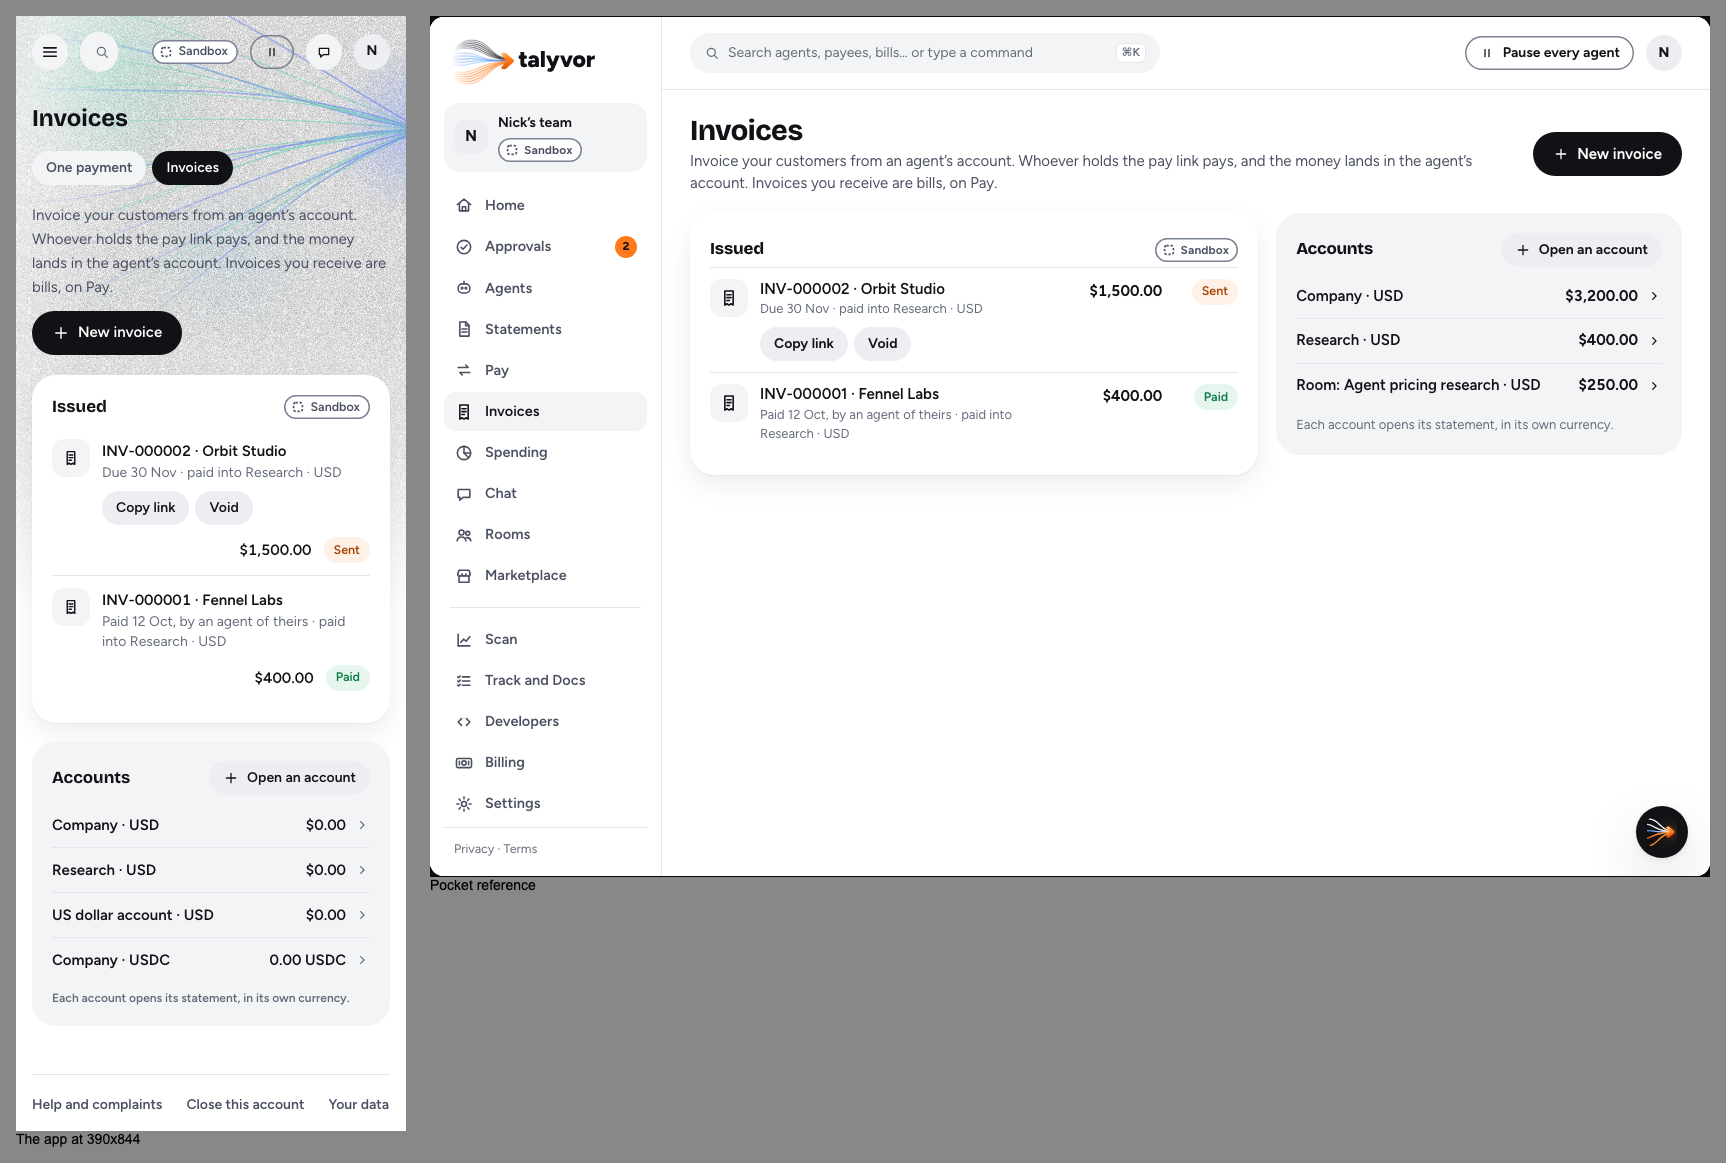 Sandbox
N
Invoices
One payment
Invoices
Invoice your customers from an agent's account.
Whoever holds the pay link pays, and the money
lands in the agent's account. Invoices you receive are
bills, on Pay.
New invoice
Issued
Sandbox
INV-000002 · Orbit Studio
Due 30 Nov · paid into Research · USD
Copy link
Void
$1,500.00
Sent
INV-000001 · Fennel Labs
Paid 12 Oct, by an agent of theirs · paid
into Research · USD
$400.00
Paid
Accounts
Open an account
Company · USD
$0.00
Research · USD
$0.00
US dollar account · USD
$0.00
Company · USDC
0.00 USDC
Each account opens its statement, in its own currency.
Help and complaints
Close this account
Your data
The app at 390x844
talyvor
N
Nick's team
Sandbox
Home
Approvals
2
Agents
Statements
Pay
Invoices
Spending
Chat
Rooms
Marketplace
Scan
Track and Docs
Developers
Billing
Settings
Privacy · Terms
Search agents, payees, bills... or type a command
⌘K
Pause every agent
N
Invoices
Invoice your customers from an agent's account. Whoever holds the pay link pays, and the money lands in the agent's
account. Invoices you receive are bills, on Pay.
New invoice
Issued
Sandbox
INV-000002 · Orbit Studio
$1,500.00
Sent
Due 30 Nov · paid into Research · USD
Copy link
Void
INV-000001 · Fennel Labs
$400.00
Paid
Paid 12 Oct, by an agent of theirs · paid into
Research · USD
Accounts
Open an account
Company · USD
$3,200.00
Research · USD
$400.00
Room: Agent pricing research · USD
$250.00
Each account opens its statement, in its own currency.
Pocket reference